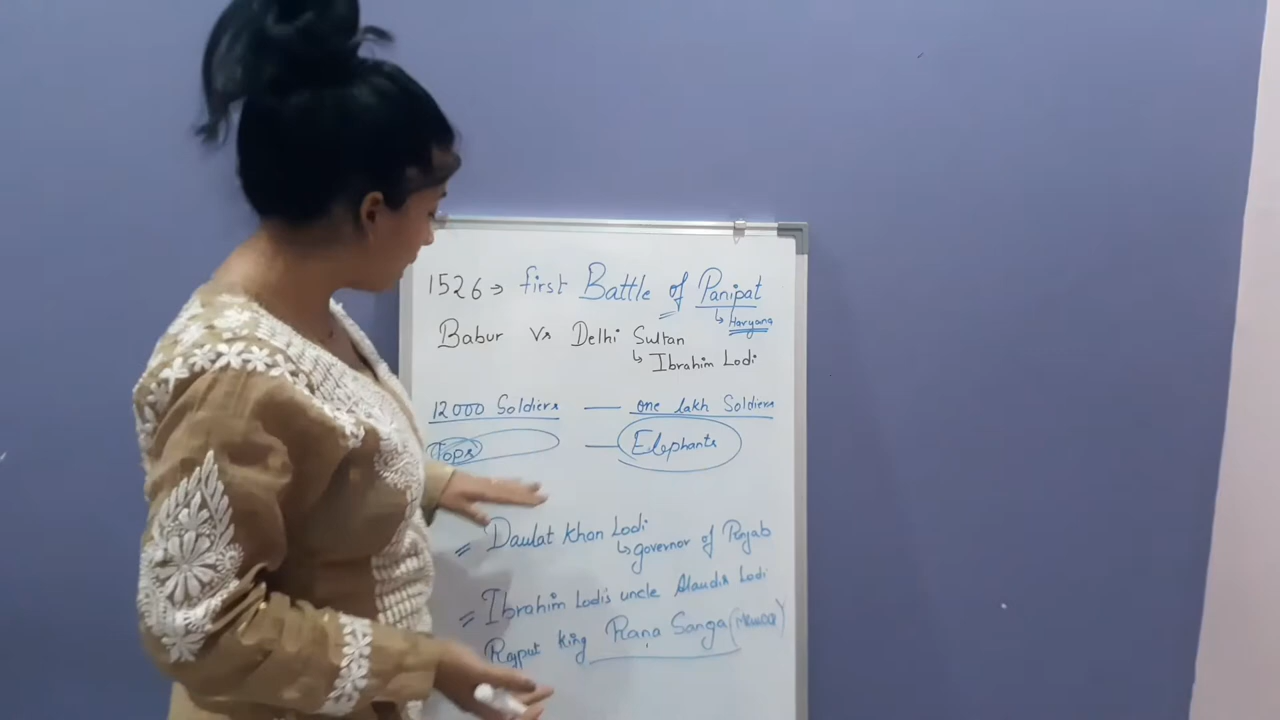 1526 → first Battle of Panipat
↳ Haryana
Babur Vs Delhi Sultan
↳ Ibrahim Lodi
12000 Soldiers — one lakh Soldiers
Tops — Elephants
= Daulat Khan Lodi
↳ governor of Punjab
= Ibrahim Lodi's uncle Alaudin Lodi
Rajput king Rana Sanga